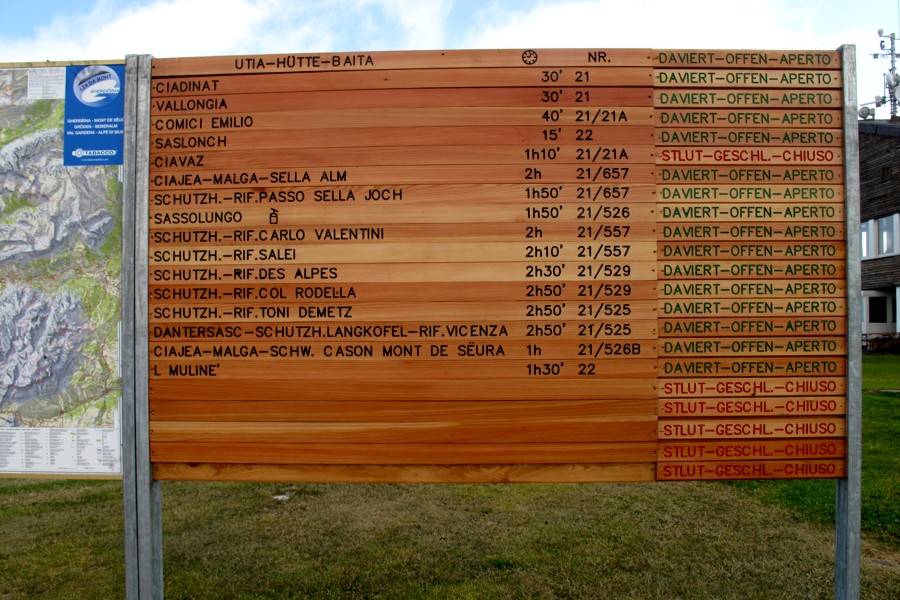 GRÖDEN - SEISERALM
TABACCO
UTIA-HÜTTE-BAITA NR. DAVIERT-OFFEN-APERTO
CIADINAT 30' 21 DAVIERT-OFFEN-APERTO
VALLONGIA 30' 21 DAVIERT-OFFEN-APERTO
COMICI EMILIO 40' 21/21A DAVIERT-OFFEN-APERTO
SASLONCH 15' 22 DAVIERT-OFFEN-APERTO
CIAVAZ 1h10' 21/21A STLUT-GESCHL.-CHIUSO
CIAJEA-MALGA-SELLA ALM 2h 21/657 DAVIERT-OFFEN-APERTO
SCHUTZH.-RIF.PASSO SELLA JOCH 1h50' 21/657 DAVIERT-OFFEN-APERTO
SASSOLUNGO 1h50' 21/526 DAVIERT-OFFEN-APERTO
SCHUTZH.-RIF.CARLO VALENTINI 2h 21/557 DAVIERT-OFFEN-APERTO
SCHUTZH.-RIF.SALEI 2h10' 21/557 DAVIERT-OFFEN-APERTO
SCHUTZH.-RIF.DES ALPES 2h30' 21/529 DAVIERT-OFFEN-APERTO
SCHUTZH.-RIF.COL RODELLA 2h50' 21/529 DAVIERT-OFFEN-APERTO
SCHUTZH.-RIF.TONI DEMETZ 2h50' 21/525 DAVIERT-OFFEN-APERTO
DANTERSASC-SCHUTZH.LANGKOFEL-RIF.VICENZA 2h50' 21/525 DAVIERT-OFFEN-APERTO
CIAJEA-MALGA-SCHW. CASON MONT DE SËURA 1h 21/526B DAVIERT-OFFEN-APERTO
L MULINE' 1h30' 22 DAVIERT-OFFEN-APERTO
STLUT-GESCHL.-CHIUSO
STLUT-GESCHL.-CHIUSO
STLUT-GESCHL.-CHIUSO
STLUT-GESCHL.-CHIUSO
STLUT-GESCHL.-CHIUSO